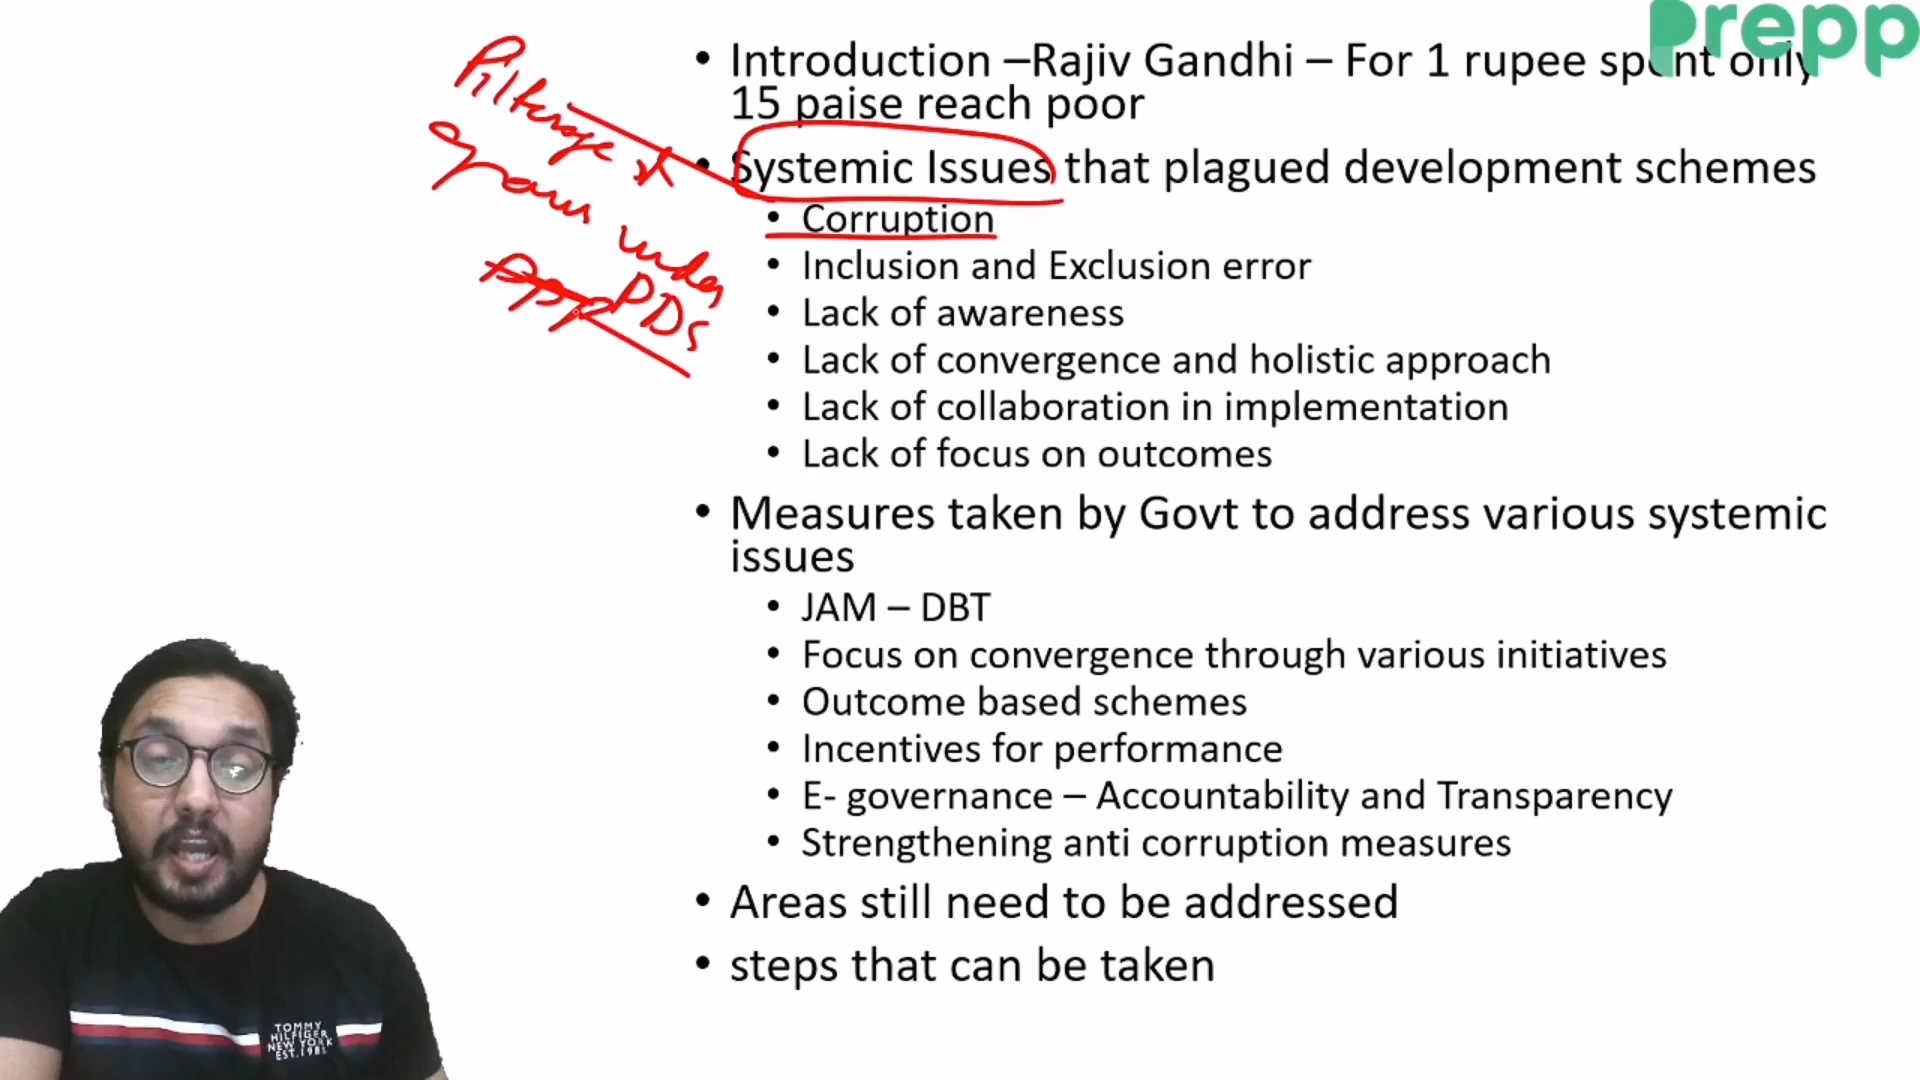 prepp
• Introduction –Rajiv Gandhi – For 1 rupee spent only
15 paise reach poor
• Systemic Issues that plagued development schemes
• Corruption
• Inclusion and Exclusion error
• Lack of awareness
• Lack of convergence and holistic approach
• Lack of collaboration in implementation
• Lack of focus on outcomes
• Measures taken by Govt to address various systemic
issues
• JAM – DBT
• Focus on convergence through various initiatives
• Outcome based schemes
• Incentives for performance
• E- governance – Accountability and Transparency
• Strengthening anti corruption measures
• Areas still need to be addressed
• steps that can be taken
under
PDS
TOMMY
HILFIGER
NEW YORK
EST.1985